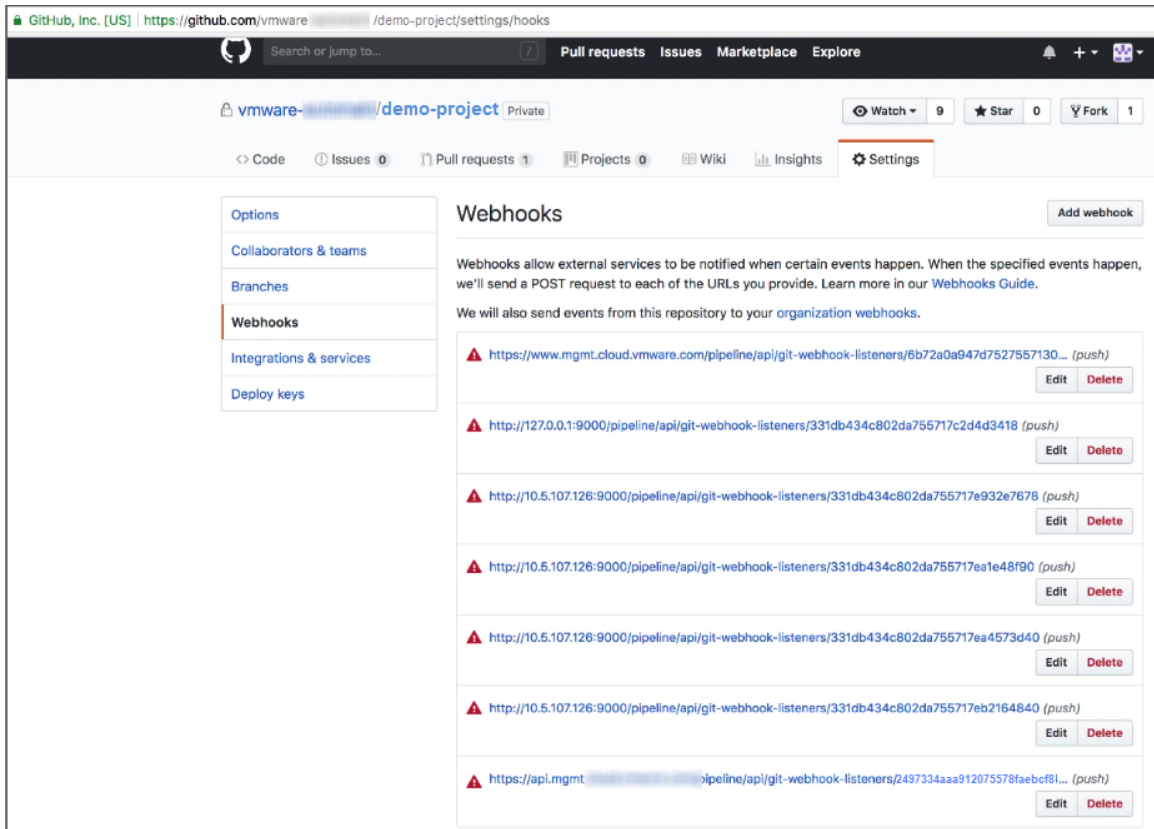 GitHub, Inc. [US] https://github.com/vmware /demo-project/settings/hooks
Search or jump to... / Pull requests Issues Marketplace Explore
vmware- /demo-project Private Watch 9 Star 0 Fork 1
Code Issues 0 Pull requests 1 Projects 0 Wiki Insights Settings
Options
Collaborators & teams
Branches
Webhooks
Integrations & services
Deploy keys
Webhooks Add webhook
Webhooks allow external services to be notified when certain events happen. When the specified events happen,
we'll send a POST request to each of the URLs you provide. Learn more in our Webhooks Guide.
We will also send events from this repository to your organization webhooks.
https://www.mgmt.cloud.vmware.com/pipeline/api/git-webhook-listeners/6b72a0a947d7527557130... (push)
Edit Delete
http://127.0.0.1:9000/pipeline/api/git-webhook-listeners/331db434c802da755717c2d4d3418 (push)
Edit Delete
http://10.5.107.126:9000/pipeline/api/git-webhook-listeners/331db434c802da755717e932e7678 (push)
Edit Delete
http://10.5.107.126:9000/pipeline/api/git-webhook-listeners/331db434c802da755717ea1e48f90 (push)
Edit Delete
http://10.5.107.126:9000/pipeline/api/git-webhook-listeners/331db434c802da755717ea4573d40 (push)
Edit Delete
http://10.5.107.126:9000/pipeline/api/git-webhook-listeners/331db434c802da755717eb2164840 (push)
Edit Delete
https://api.mgmt ipeline/api/git-webhook-listeners/2497334aaa912075578faebcf8l... (push)
Edit Delete